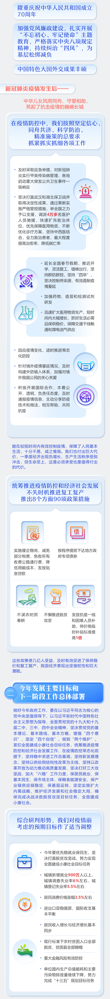 隆重庆祝中华人民共和国成立
70周年
加强党风廉政建设，扎实开展
“不忘初心、牢记使命”主题
教育，严格落实中央八项规定
精神，持续纠治“四风”，为
基层松绑减负
中国特色大国外交成果丰硕
新冠肺炎疫情发生后——
中华儿女风雨同舟、守望相助，
筑起了抗击疫情的巍峨长城
在疫情防控中，我们按照坚定信心、
同舟共济、科学防治、
精准施策的总要求
抓紧抓实抓细各项工作
及时采取应急举措，对新冠肺
炎实行甲类传染病管理，各地
启动重大突发公共卫生事件一
级响应
坚决打赢武汉和湖北保卫战并
取得决定性成果，通过果断实
施严格管控措施，举全国之力
予以支援，调派4万多名医护
人员驰援，快速扩充收治床
位，优先保障医用物资，不断
优化诊疗方案，坚持中西医结
合，全力救治患者，最大程度
提高治愈率、降低病亡率
延长全国春节假期，推迟开
学、灵活复工、错峰出行，坚
持群防群控，坚持“四早”，
坚决控制传染源，有效遏制疫
情蔓延
加强药物、疫苗和检测试剂
研发
迅速扩大医用物资生产，短时
间内大幅增长，抓好生活必需
品保供稳价，保障交通干线畅
通和煤电油气供应
因应疫情变化，适时推进常态
化防控
针对境外疫情蔓延情况，及时
构建外防输入体系，加强对境
外我国公民的关心关爱
积极开展国际合作，本着公
开、透明、负责任态度，及时
通报疫情信息，主动分享防疫
技术和做法，相互帮助、共同
抗疫
能在较短时间内有效控制疫情，保障了人民基本
生活，十分不易、成之惟艰。我们也付出巨大代
价，一季度经济出现负增长，生产生活秩序受到
冲击，但生命至上，这是必须承受也是值得付出
的代价。
统筹推进疫情防控和经济社会发展
不失时机推进复工复产
推出8个方面90项政策措施
税
债
实施援企稳岗，减免
部分税费，免收所有
收费公路通行费，降
低用能成本，发放贴
息贷款
按程序提前下达地方政
府专项债券
不误农时抓
春耕
不懈推进脱贫
攻坚
发放抗疫一线
和困难人员补
助，将价格临
时补贴标准提
高1倍
这些政策使几亿人受益，及时有效促进了保供稳
价和复工复产，我国经济表现出坚强韧性和巨大
潜能。
二
今年发展主要目标和
下一阶段工作总体部署
做好今年政府工作，要在以习近平同志为核心的
党中央坚强领导下，以习近平新时代中国特色社
会主义思想为指导，全面贯彻党的十九大和十九
届二中、三中、四中全会精神，坚决贯彻党的基
本理论、基本路线、基本方略，增强“四个意
识”、坚定“四个自信”、做到“两个维护”，
紧扣全面建成小康社会目标任务，统筹推进疫情
防控和经济社会发展工作，在疫情防控常态化前
提下，坚持稳中求进工作总基调，坚持新发展理
念，坚持以供给侧结构性改革为主线，坚持以改
革开放为动力推动高质量发展，坚决打好三大攻
坚战，加大“六稳”工作力度，保居民就业、保
基本民生、保市场主体、保粮食能源安全、保产
业链供应链稳定、保基层运转，坚定实施扩大
内需战略，维护经济发展和社会稳定大局，确
保完成决战决胜脱贫攻坚目标任务，全面建成
小康社会。
综合研判形势，我们对疫情前
考虑的预期目标作了适当调整
今年要优先稳就业保民生，坚
决打赢脱贫攻坚战，努力实现
全面建成小康社会目标任务
城镇新增就业900万人以上，
城镇调查失业率6%左右，城
镇登记失业率5.5%左右
居民消费价格涨幅3.5%左右
进出口促稳提质，国际收支基
本平衡
居民收入增长与经济增长基本
同步
现行标准下农村贫困人口全部
脱贫、贫困县全部摘帽
重大金融风险有效防控
单位国内生产总值能耗和主要
污染物排放量继续下降，努力
完成“十三五”规划目标任务